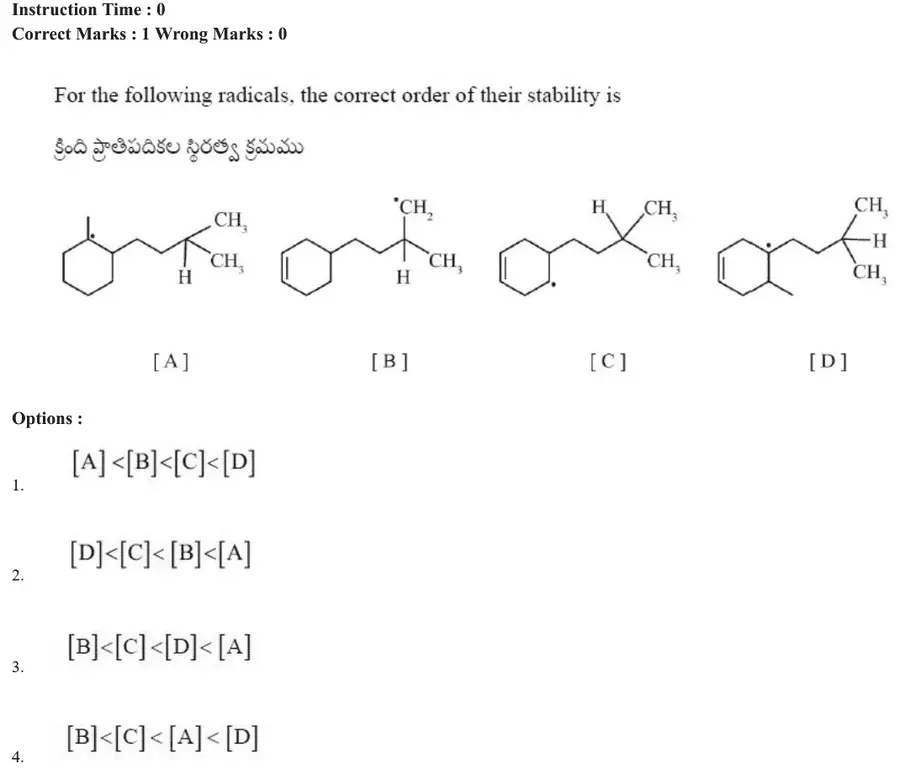 Instruction Time : 0
Correct Marks : 1 Wrong Marks : 0
For the following radicals, the correct order of their stability is
క్రింది ప్రాతిపదికల స్థిరత్వ క్రమము
CH3
CH3
H
•CH2
CH3
H
H
CH3
CH3
CH3
H
CH3
[A]
[B]
[C]
[D]
Options :
1. [A] <[B]<[C]<[D]
2. [D]<[C]< [B]<[A]
3. [B]<[C]<[D]< [A]
4. [B]<[C]< [A]< [D]